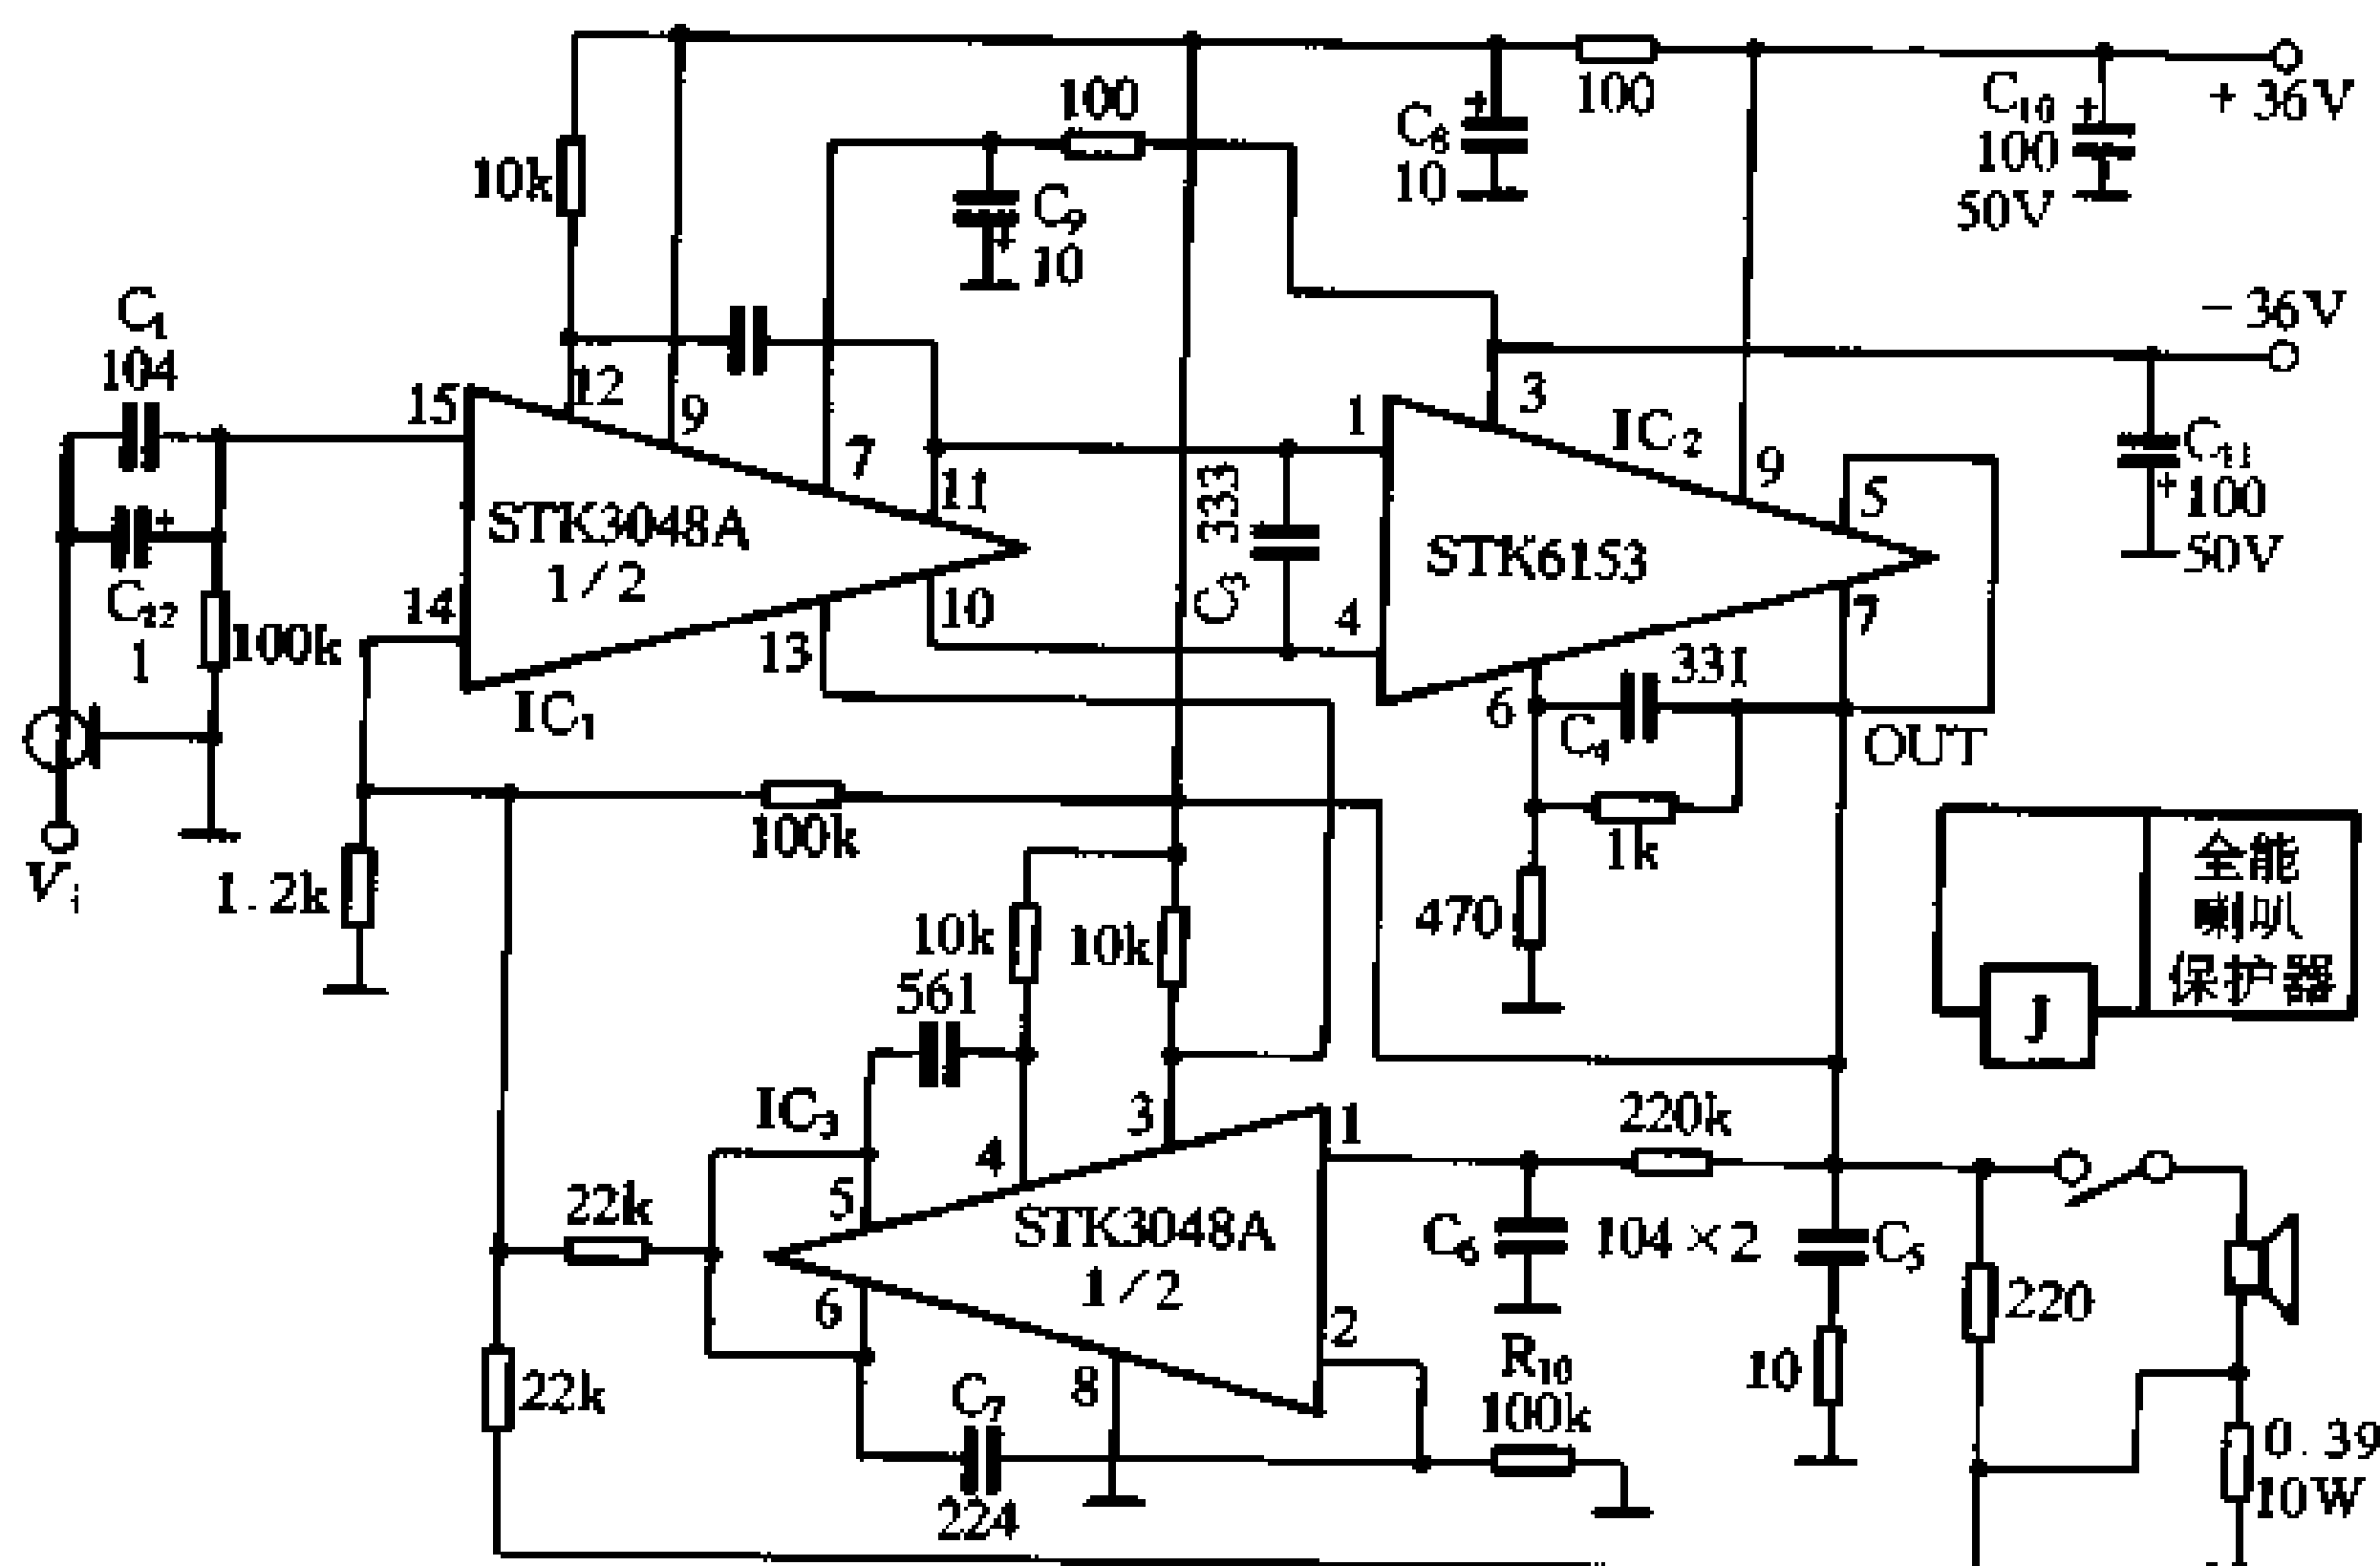 100
100
+ 36V
C₈
10
C₁₀
100
50V
10k
C₉
10
− 36V
C₁
104
15
12
9
7
11
1
3
IC₂
9
5
C₁₁
100
50V
STK3048A
1/2
333
C₃
STK6153
C₁₂
1
100k
14
13
10
4
7
6
331
C₄
OUT
IC₁
Vᵢ
1.2k
100k
1k
470
全能
喇叭
保护器
J
10k
10k
561
IC₃
3
4
5
1
220k
22k
STK3048A
1/2
C₆
104 × 2
C₅
220
6
2
8
R₁₀
100k
10
22k
C₇
224
0.39
10W